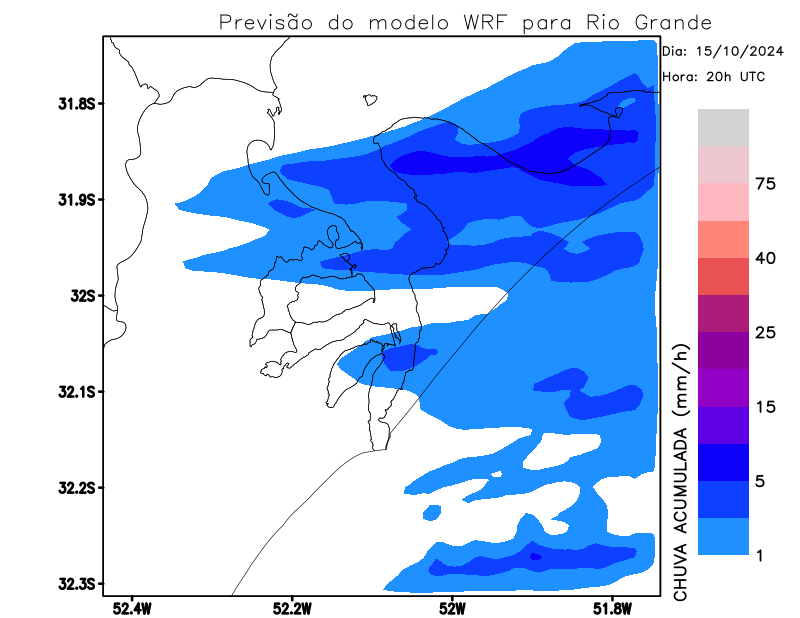 Previsão do modelo WRF para Rio Grande
Dia: 15/10/2024
Hora: 20h UTC
31.8S
31.9S
32S
32.1S
32.2S
32.3S
52.4W
52.2W
52W
51.8W
75
40
25
15
5
1
CHUVA ACUMULADA (mm/h)